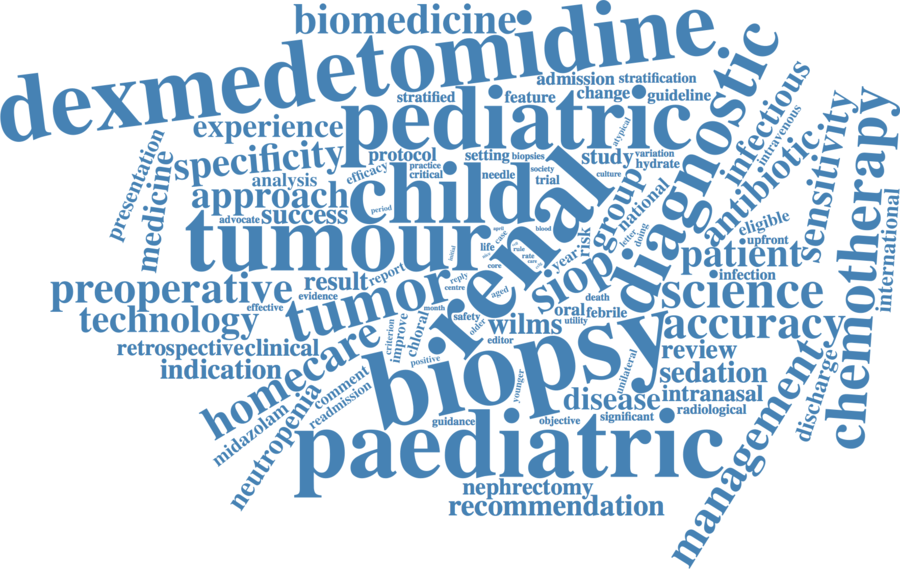 biomedicine
dexmedetomidine
admission
stratification
stratified
feature
change
guideline
pediatric
diagnostic
infectious
intravenous
atypical
experience
presentation
medicine
specificity
protocol
setting
biopsies
study
variation
hydrate
practice
critical
needle
society
trial
culture
efficacy
analysis
approach
child
group
national
antibiotic
sensitivity
chemotherapy
international
eligible
upfront
advocate
success
period
tumour
renal
siop
risk
letter
doing
year
patient
infection
life
case
core
rule
rate
care
blood
initial
preoperative
result
report
reply
centre
aged
evidence
effective
technology
tumor
month
safety
older
wilms
editor
death
oral
febrile
utility
science
accuracy
retrospective
clinical
indication
homecare
criterion
improve
chloral
positive
biopsy
younger
unilateral
review
sedation
disease
intranasal
radiological
significant
objective
guidance
comment
readmission
midazolam
neutropenia
paediatric
management
discharge
nephrectomy
recommendation